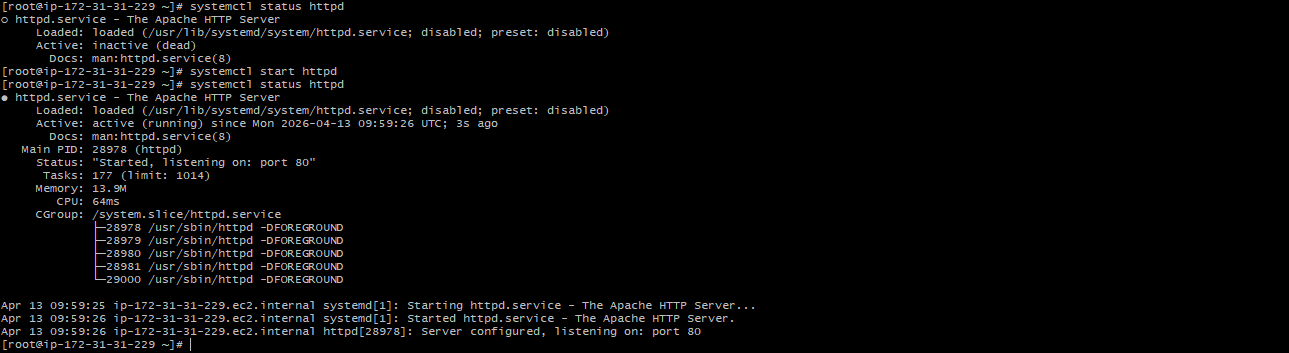 [root@ip-172-31-31-229 ~]# systemctl status httpd
○ httpd.service - The Apache HTTP Server
     Loaded: loaded (/usr/lib/systemd/system/httpd.service; disabled; preset: disabled)
     Active: inactive (dead)
       Docs: man:httpd.service(8)
[root@ip-172-31-31-229 ~]# systemctl start httpd
[root@ip-172-31-31-229 ~]# systemctl status httpd
● httpd.service - The Apache HTTP Server
     Loaded: loaded (/usr/lib/systemd/system/httpd.service; disabled; preset: disabled)
     Active: active (running) since Mon 2026-04-13 09:59:26 UTC; 3s ago
       Docs: man:httpd.service(8)
   Main PID: 28978 (httpd)
     Status: "Started, listening on: port 80"
      Tasks: 177 (limit: 1014)
     Memory: 13.9M
        CPU: 64ms
     CGroup: /system.slice/httpd.service
             ├─28978 /usr/sbin/httpd -DFOREGROUND
             ├─28979 /usr/sbin/httpd -DFOREGROUND
             ├─28980 /usr/sbin/httpd -DFOREGROUND
             ├─28981 /usr/sbin/httpd -DFOREGROUND
             └─29000 /usr/sbin/httpd -DFOREGROUND

Apr 13 09:59:25 ip-172-31-31-229.ec2.internal systemd[1]: Starting httpd.service - The Apache HTTP Server...
Apr 13 09:59:26 ip-172-31-31-229.ec2.internal systemd[1]: Started httpd.service - The Apache HTTP Server.
Apr 13 09:59:26 ip-172-31-31-229.ec2.internal httpd[28978]: Server configured, listening on: port 80
[root@ip-172-31-31-229 ~]#